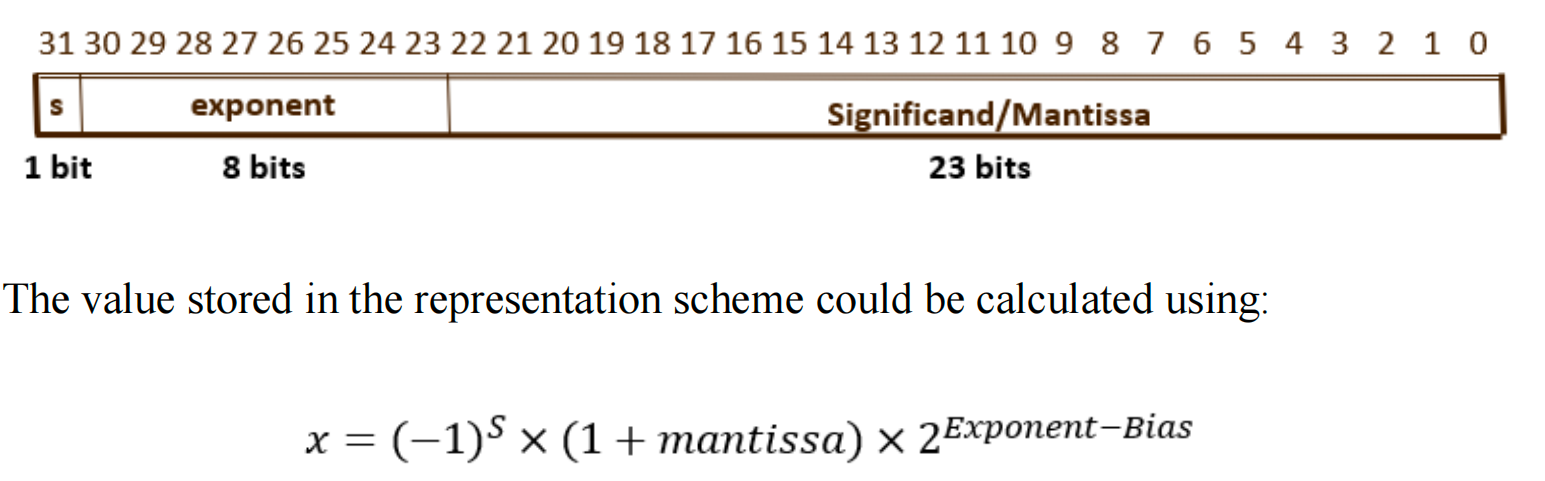 31 30 29 28 27 26 25 24 23 22 21 20 19 18 17 16 15 14 13 12 11 10 9 8 7 6 5 4 3 2 1 0
s exponent Significand/Mantissa
1 bit 8 bits 23 bits
The value stored in the representation scheme could be calculated using:
x = (−1)^S × (1 + mantissa) × 2^{Exponent−Bias}